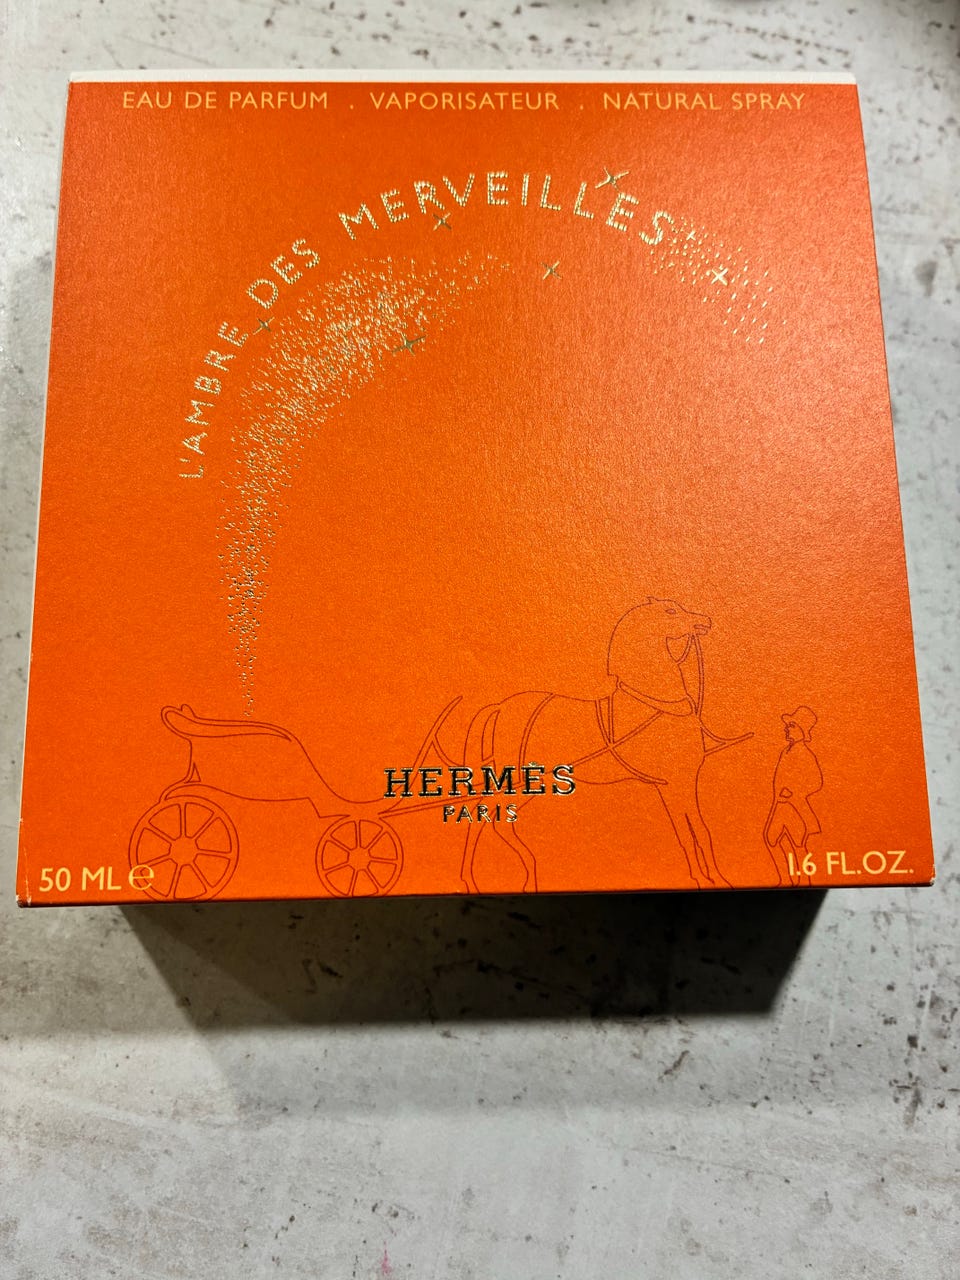 EAU DE PARFUM . VAPORISATEUR . NATURAL SPRAY
L'AMBRE DES MERVEILLES
HERMÈS
PARIS
50 ML ℮
1.6 FL.OZ.